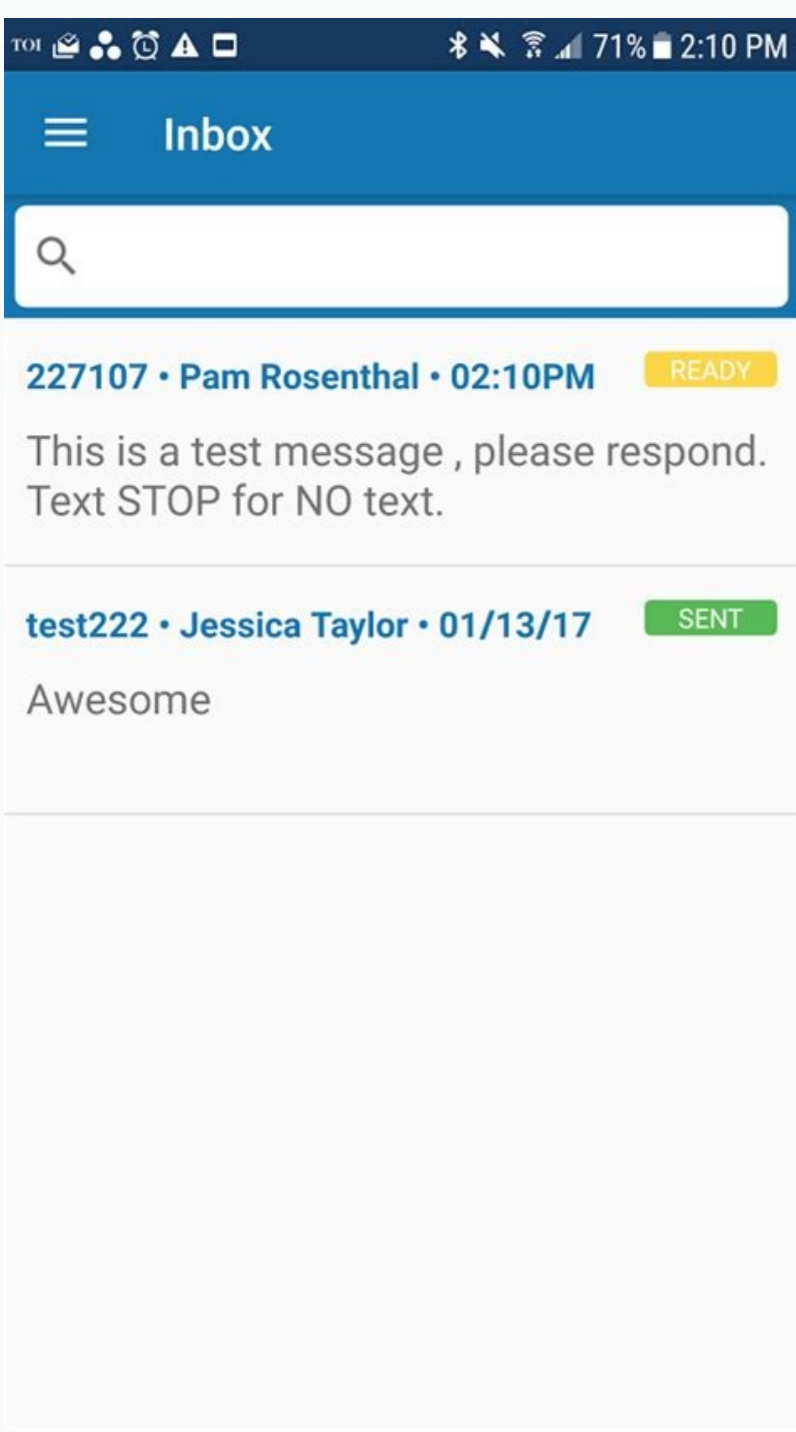 TOI 71% 2:10 PM
Inbox
227107 • Pam Rosenthal • 02:10PM READY
This is a test message , please respond.
Text STOP for NO text.
test222 • Jessica Taylor • 01/13/17 SENT
Awesome